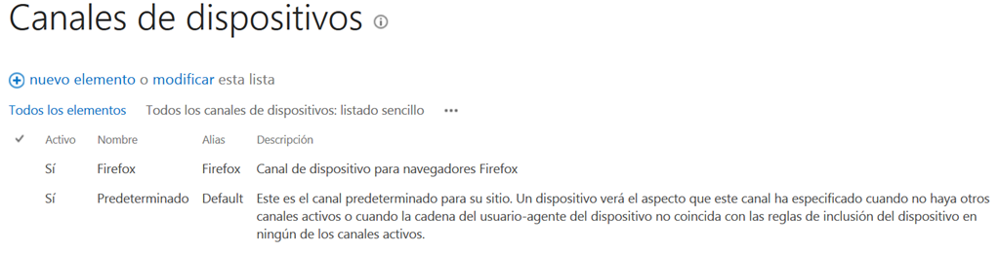 Canales de dispositivos
nuevo elemento o modificar esta lista
Todos los elementos Todos los canales de dispositivos: listado sencillo ...
Activo Nombre Alias Descripción
Sí Firefox Firefox Canal de dispositivo para navegadores Firefox
Sí Predeterminado Default Este es el canal predeterminado para su sitio. Un dispositivo verá el aspecto que este canal ha especificado cuando no haya otros
canales activos o cuando la cadena del usuario-agente del dispositivo no coincida con las reglas de inclusión del dispositivo en
ningún de los canales activos.